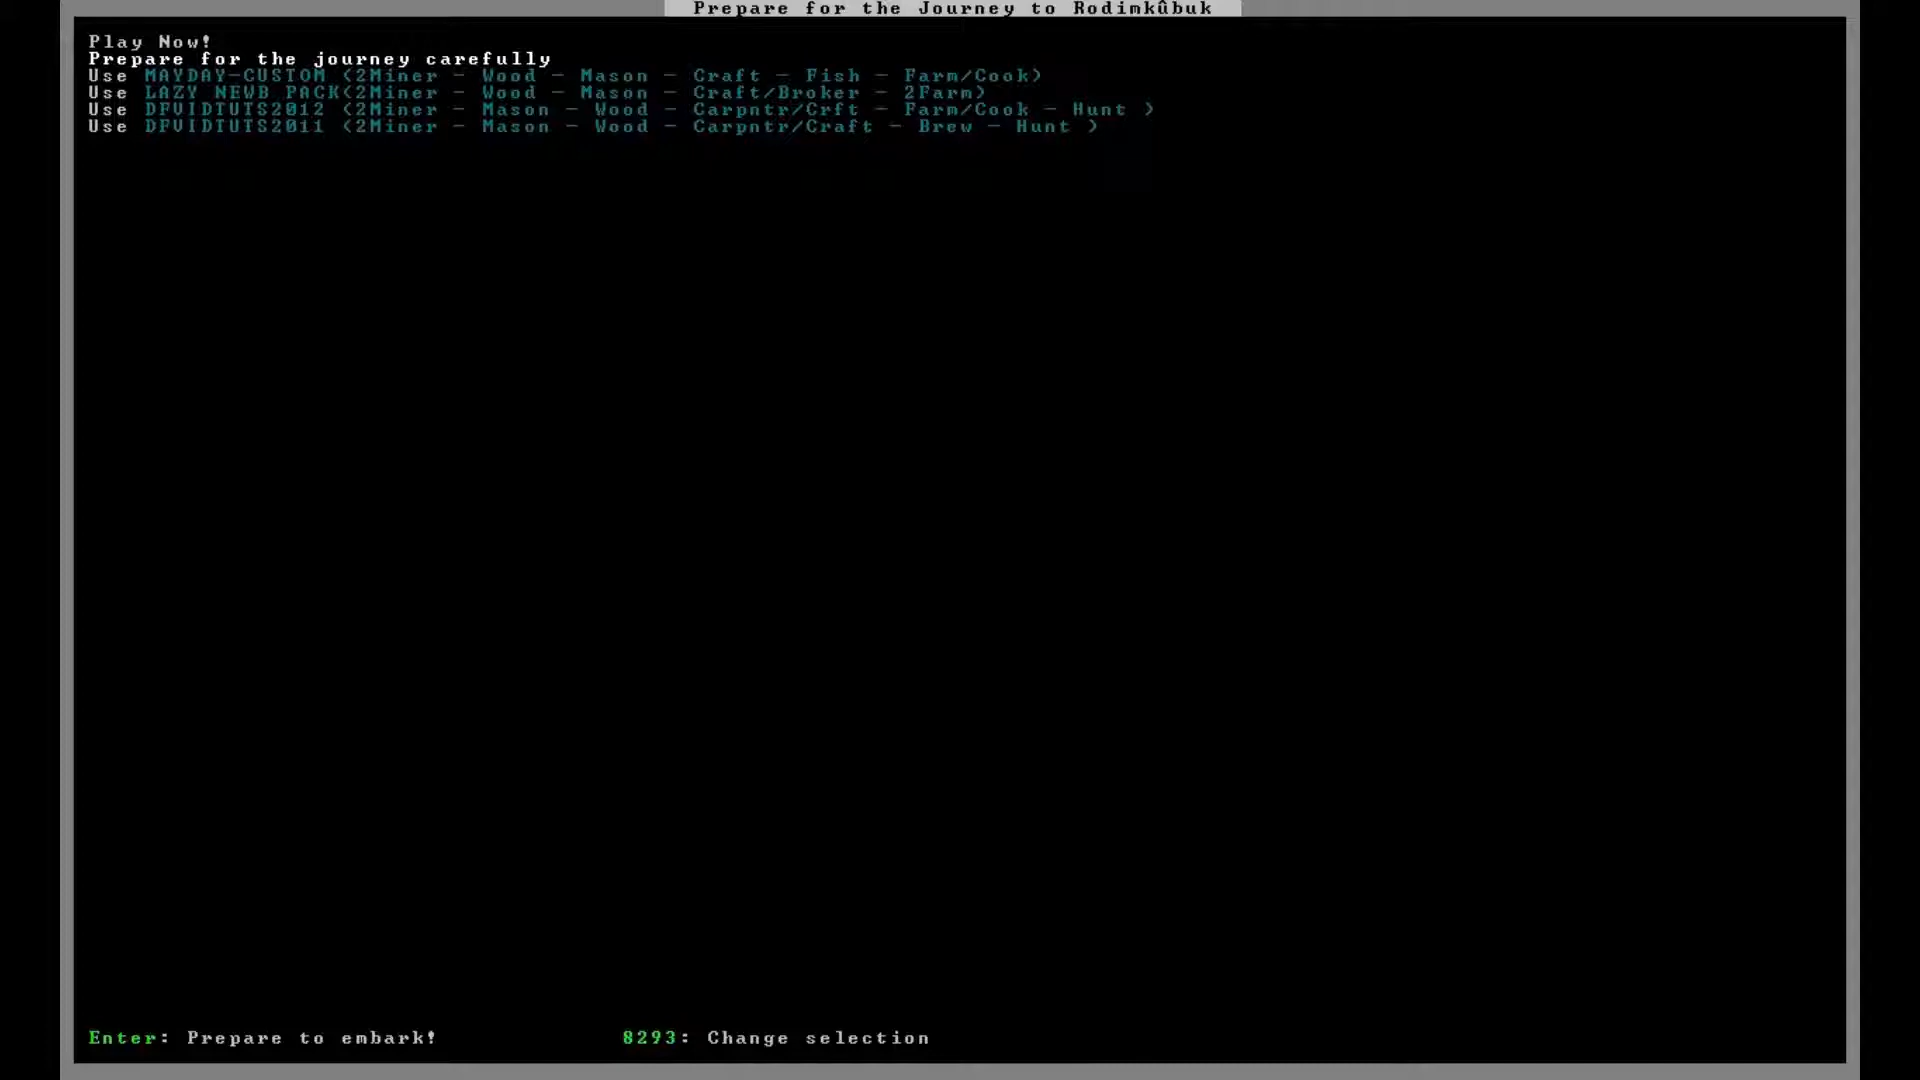 Prepare for the Journey to Rodimkûbuk
Play Now!
Prepare for the journey carefully
Use MAYDAY-CUSTOM (2Miner - Wood - Mason - Craft - Fish - Farm/Cook)
Use LAZY NEWB PACK(2Miner - Wood - Mason - Craft/Broker - 2Farm)
Use DFVIDTUTS2012 (2Miner - Mason - Wood - Carpntr/Crft - Farm/Cook - Hunt )
Use DFVIDTUTS2011 (2Miner - Mason - Wood - Carpntr/Craft - Brew - Hunt )
Enter: Prepare to embark! 8293: Change selection